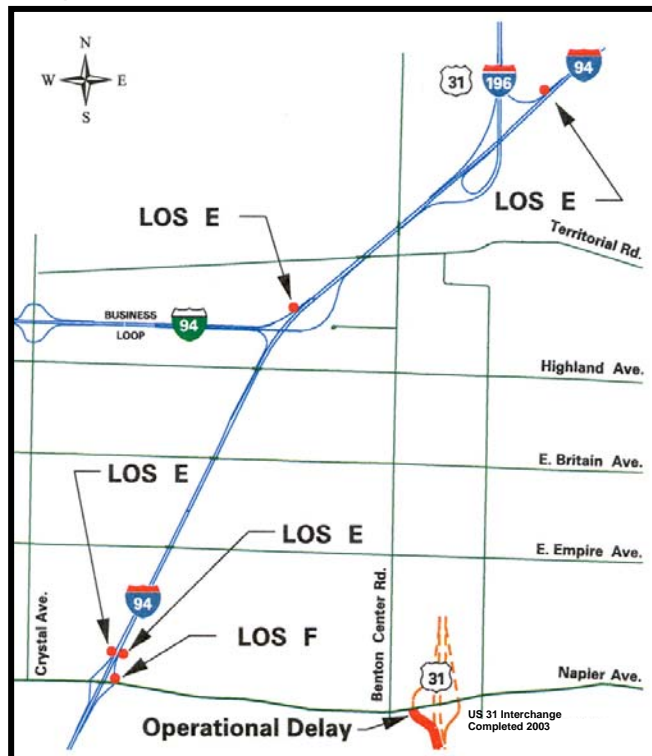 N
W E
S
31
196
94
LOS E
LOS E
Territorial Rd.
BUSINESS
94
LOOP
Highland Ave.
E. Britain Ave.
LOS E
LOS E
E. Empire Ave.
94
LOS F
Crystal Ave.
Benton Center Rd.
31
Napier Ave.
Operational Delay
US 31 Interchange
Completed 2003